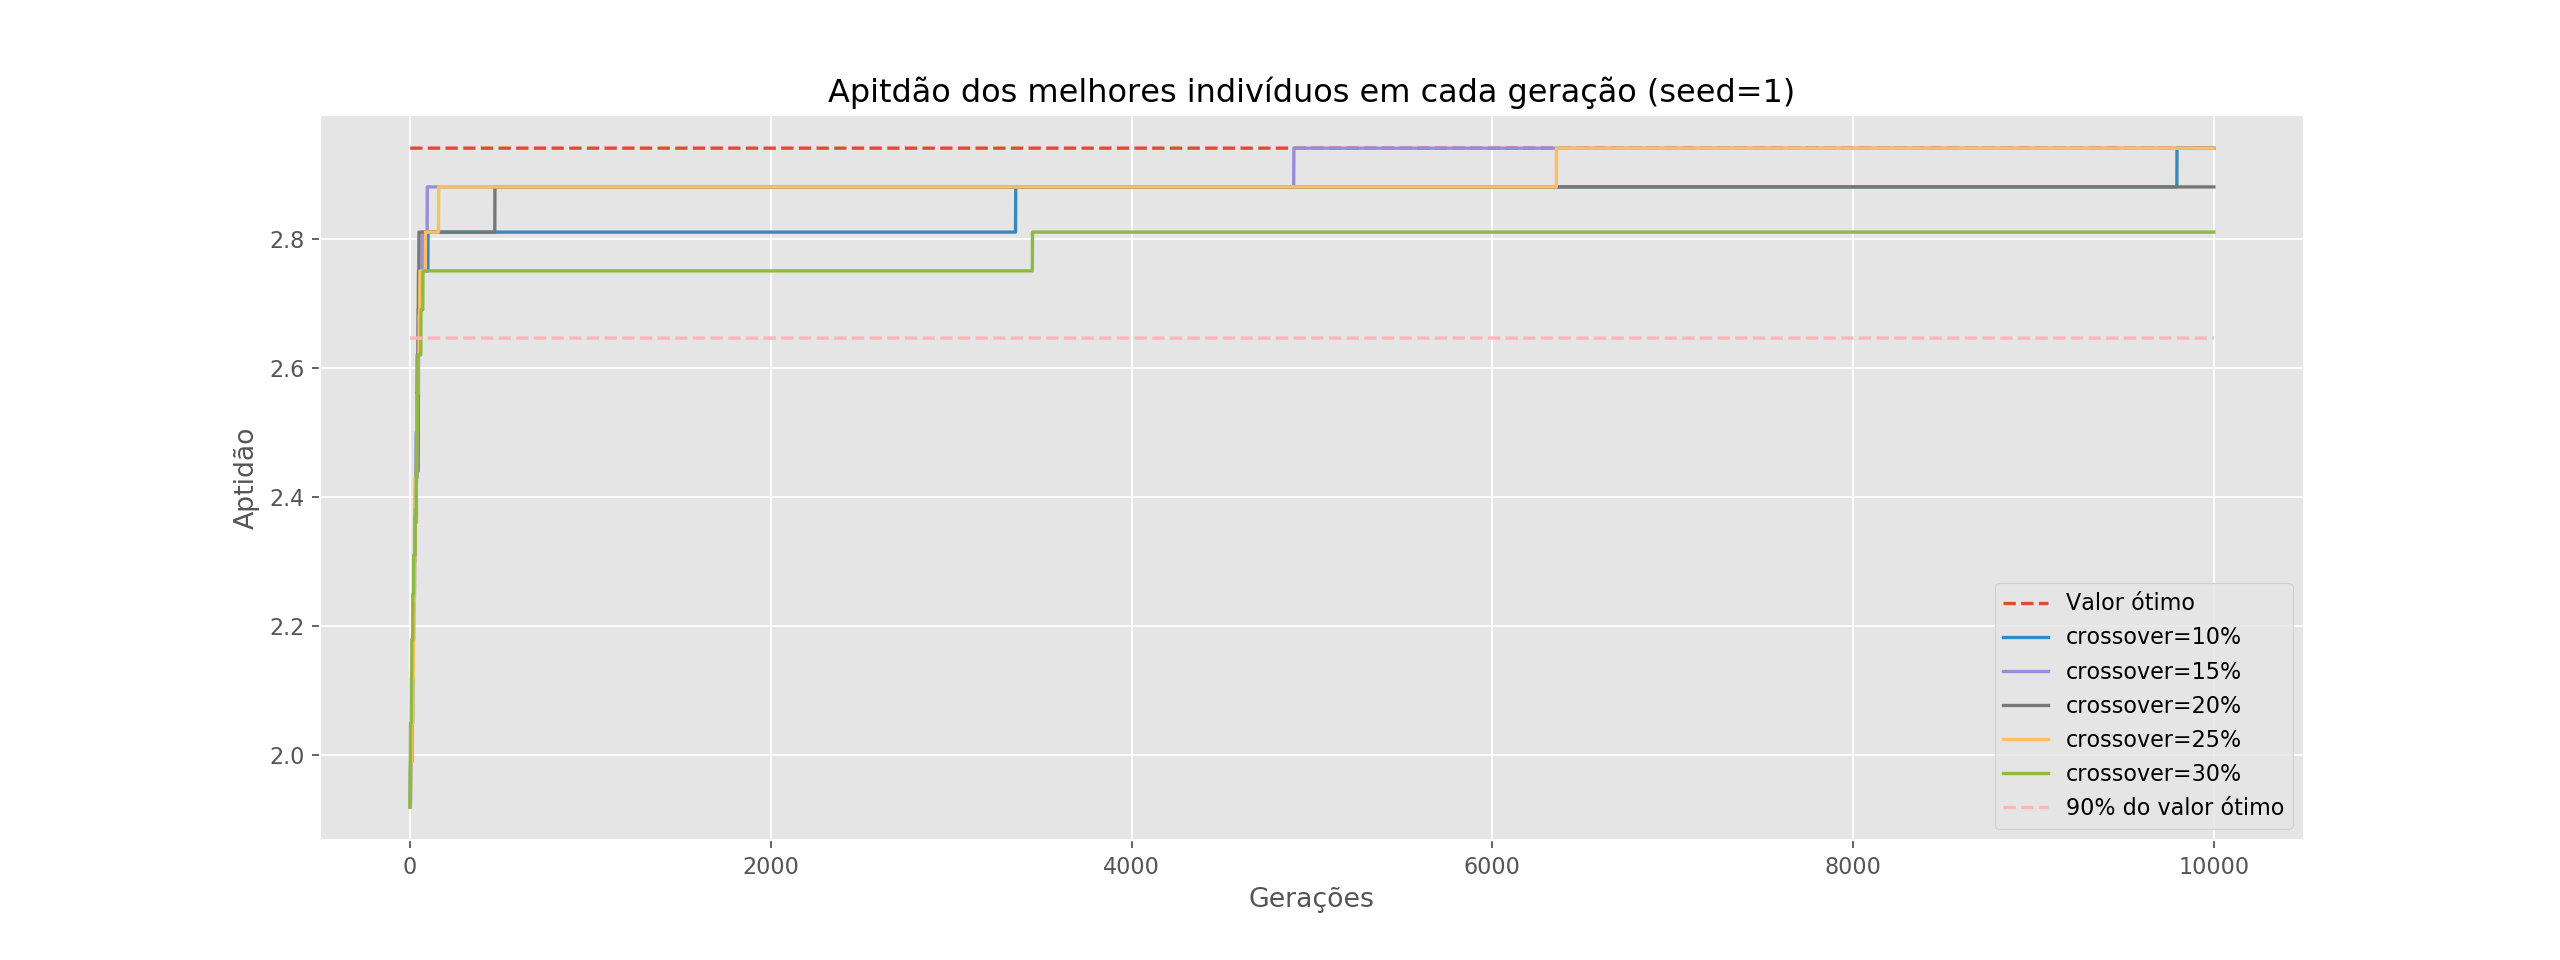 Apitdão dos melhores indivíduos em cada geração (seed=1)
2.8
2.6
2.4
2.2
2.0
Aptidão
0
2000
4000
6000
8000
10000
Gerações
Valor ótimo
crossover=10%
crossover=15%
crossover=20%
crossover=25%
crossover=30%
90% do valor ótimo